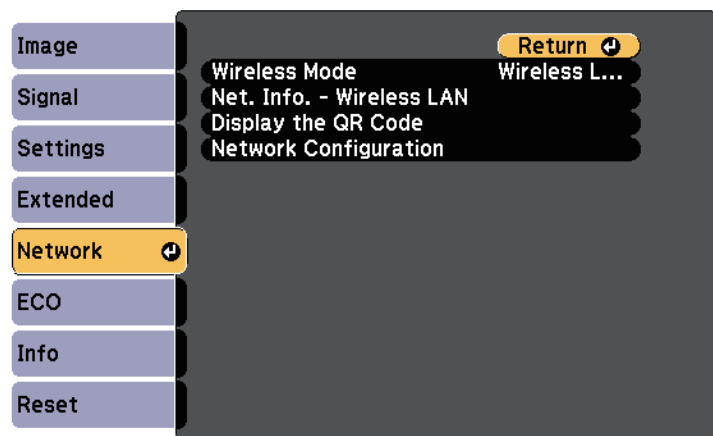 Image
Signal
Settings
Extended
Network
ECO
Info
Reset
Return
Wireless Mode Wireless L...
Net. Info. - Wireless LAN
Display the QR Code
Network Configuration